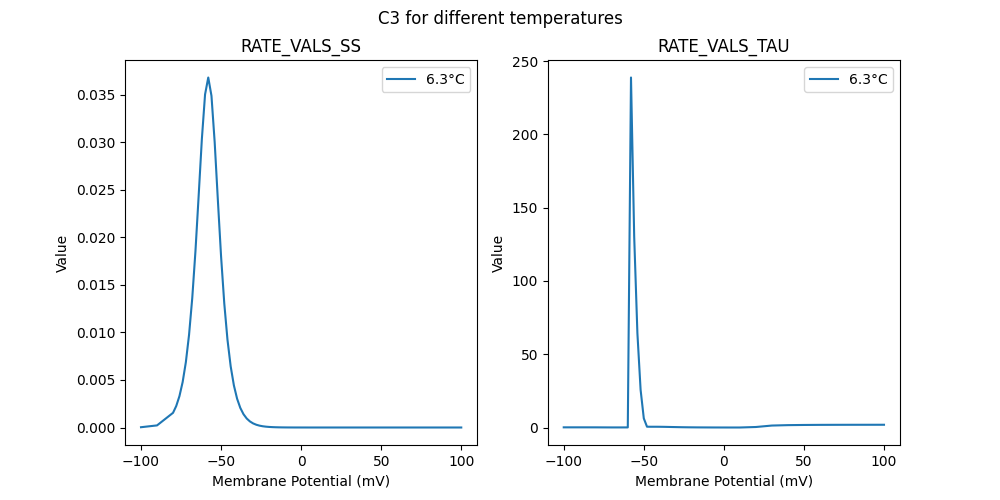 C3 for different temperatures
RATE_VALS_SS
6.3°C
0.035
0.030
0.025
0.020
0.015
0.010
0.005
0.000
Value
−100
−50
0
50
100
Membrane Potential (mV)
RATE_VALS_TAU
6.3°C
250
200
150
100
50
0
Value
−100
−50
0
50
100
Membrane Potential (mV)